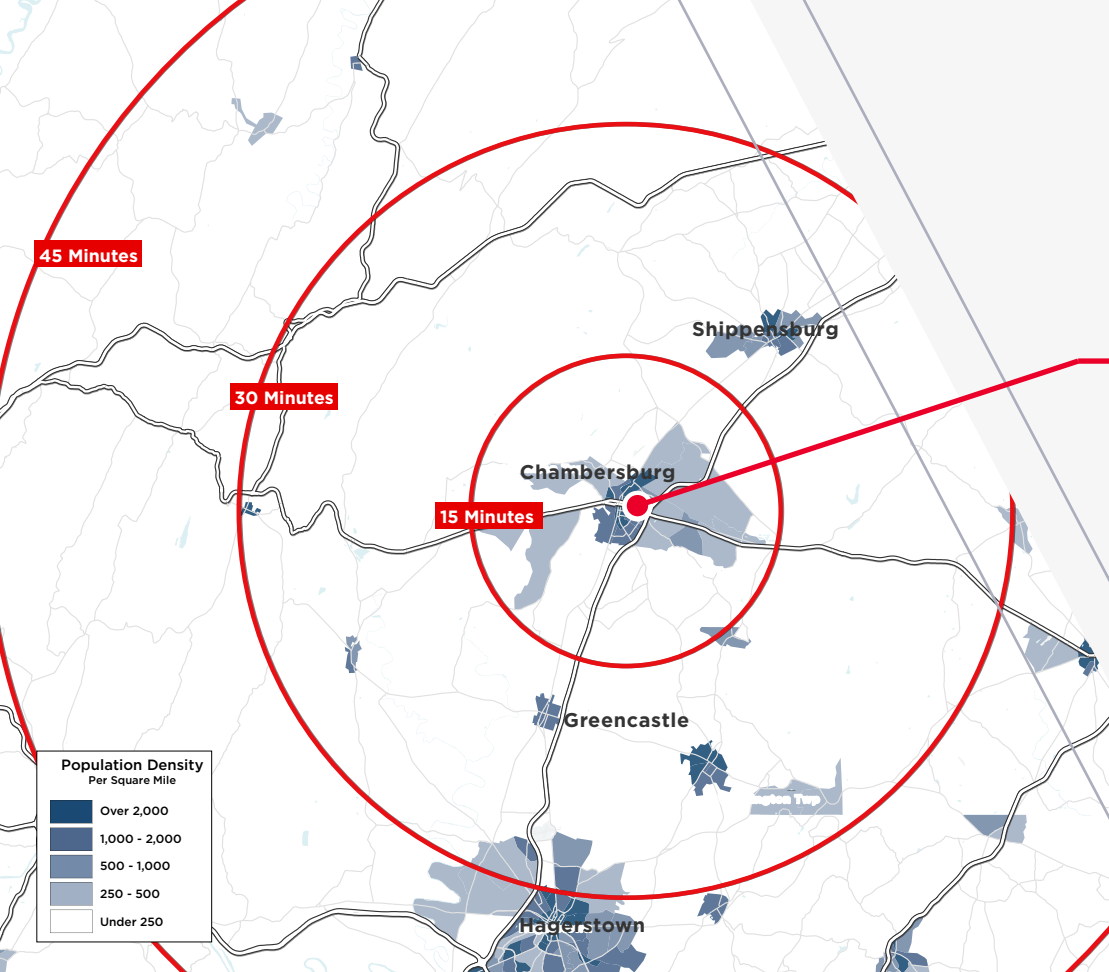 45 Minutes
Shippensburg
30 Minutes
Chambersburg
15 Minutes
Greencastle
Population Density
Per Square Mile
Over 2,000
1,000 - 2,000
500 - 1,000
250 - 500
Under 250
Hagerstown